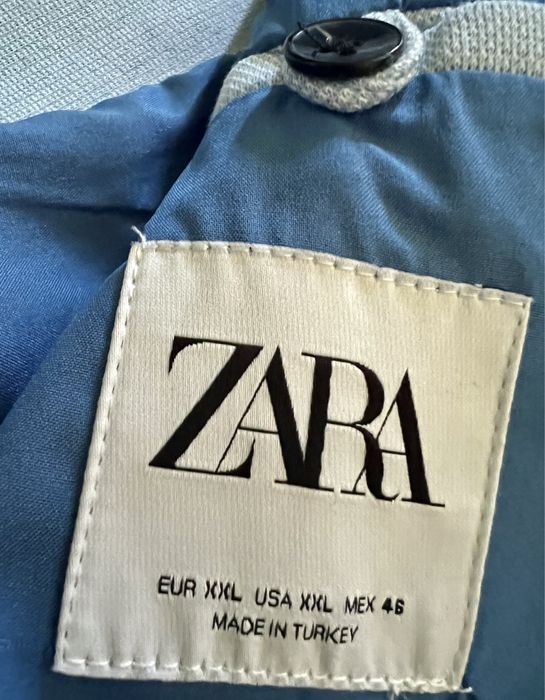 ZARA
EUR XXL USA XXL MEX 46
MADE IN TURKEY